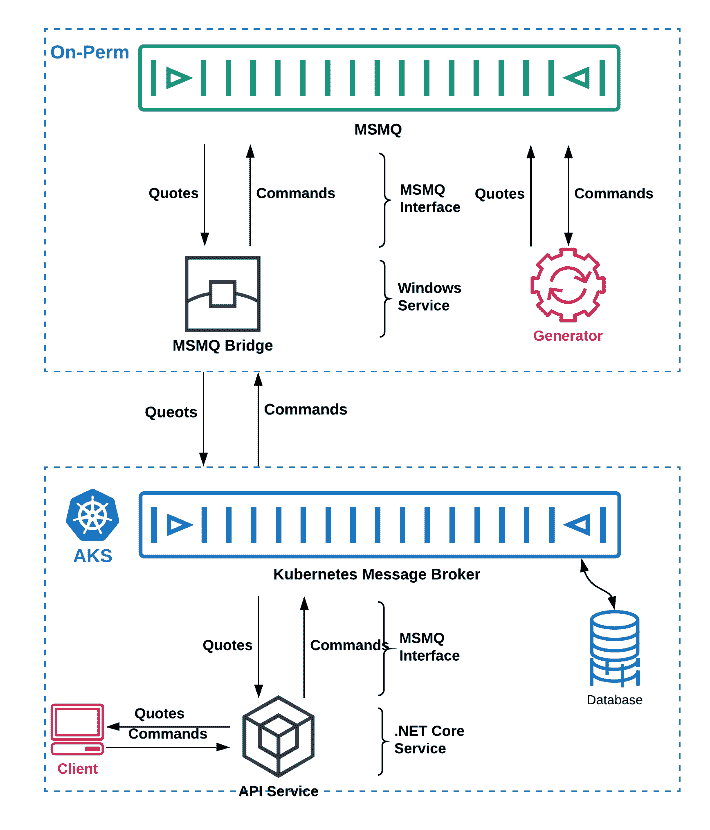 On-Perm
MSMQ
Quotes
Commands
MSMQ
Interface
Quotes
Commands
Windows
Service
MSMQ Bridge
Generator
Queots
Commands
AKS
Kubernetes Message Broker
Quotes
Commands
MSMQ
Interface
Database
Quotes
Commands
.NET Core
Service
Client
API Service